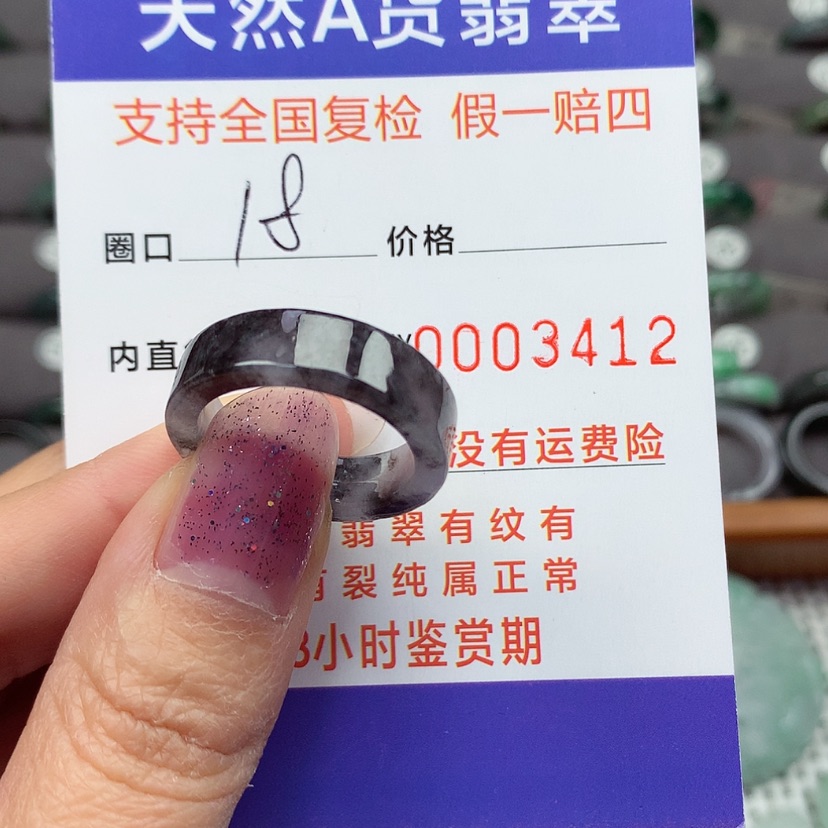 天然A货翡翠
支持全国复检 假一赔四
圈口 18 价格
内直 0003412
没有运费险
翡翠有纹有
裂纯属正常
8小时鉴赏期